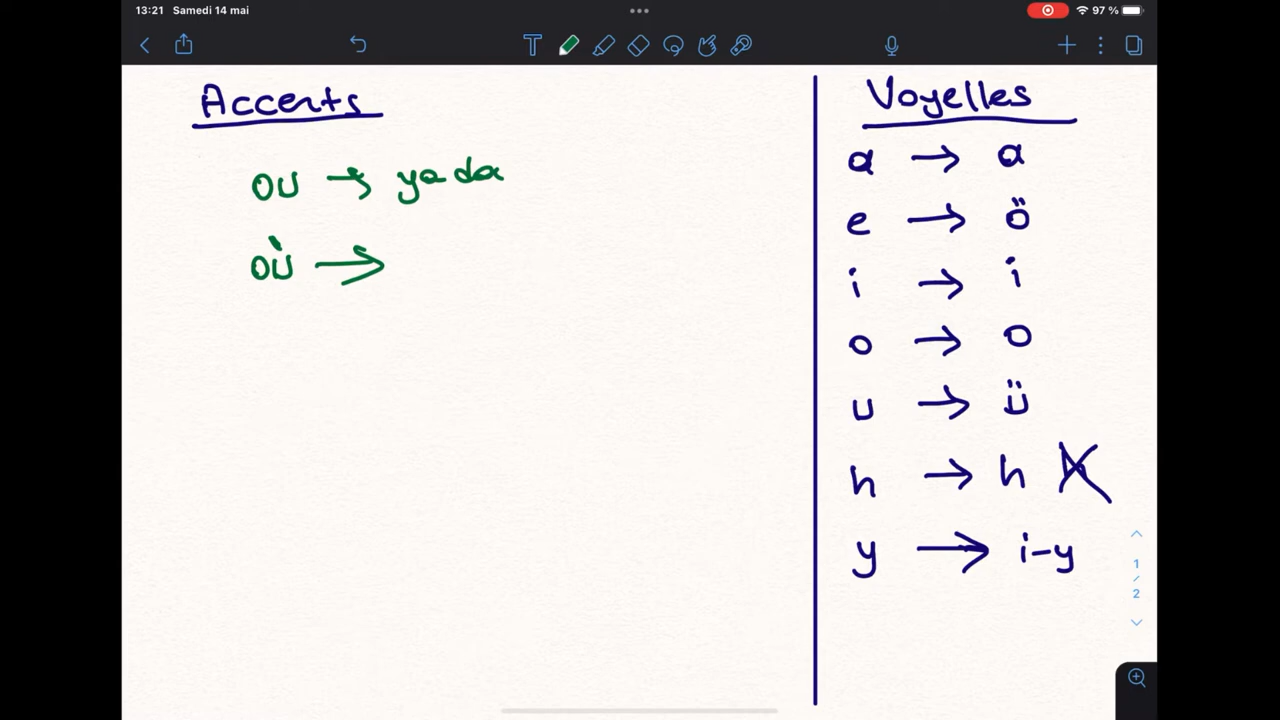 13:21 Samedi 14 mai
97 %
Accents
ou → yada
où →
Voyelles
a → a
e → ö
i → i
o → o
u → ü
h → h X
y → i-y
1
/
2